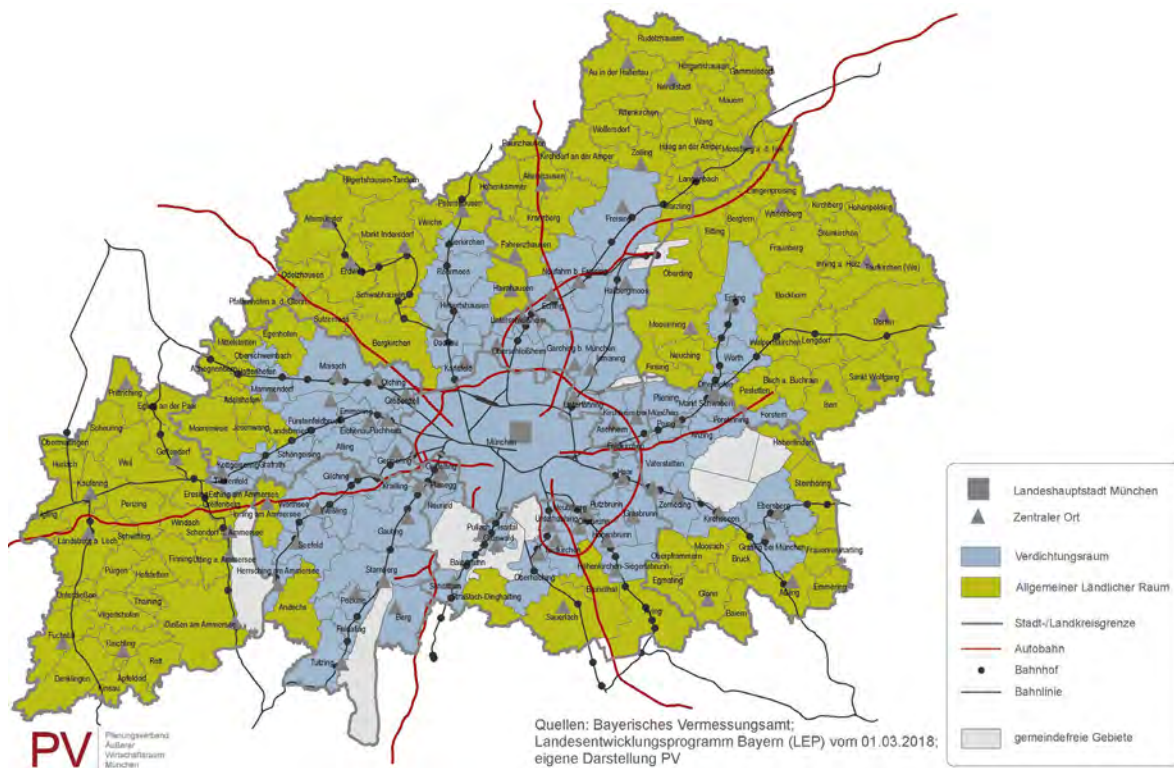 Rudelzhausen
Au in der Hallertau
Hörgertshausen
Gammelsdorf
Nandlstadt
Mauern
Attenkirchen
Wang
Wolfersdorf
Zolling
Haag an der Amper
Paunzhausen
Kirchdorf an der Amper
Allershausen
Langenbach
Hohenkammer
Kranzberg
Freising
Marzling
Langenpreising
Wartenberg
Kirchberg
Hohenpolding
Steinkirchen
Berglern
Eitting
Fraunberg
Inning a. Holz
Taufkirchen (Vils)
Hilgertshausen-Tandern
Petershausen
Altomünster
Weichs
Markt Indersdorf
Vierkirchen
Fahrenzhausen
Röhrmoos
Neufahrn b. Freising
Oberding
Erdweg
Odelzhausen
Haimhausen
Hallbergmoos
Bockhorn
Erding
Schwabhausen
Hebertshausen
Eching
Unterschleißheim
Pfaffenhofen a. d. Glonn
Sulzemoos
Moosinning
Dorfen
Lengdorf
Walpertskirchen
Egenhofen
Mittelstetten
Bergkirchen
Dachau
Oberschleißheim
Garching b. München
Neuching
Wörth
Oberschweinbach
Althegnenberg
Hattenhofen
Maisach
Karlsfeld
Ismaning
Finsing
Ottenhofen
Buch a. Buchrain
Sankt Wolfgang
Isen
Pastetten
Prittriching
Mammendorf
Olching
Adelshofen
Gröbenzell
Unterföhring
Pliening
Markt Schwaben
Forstern
Kirchheim bei München
Poing
Egling an der Paar
Scheuring
Moorenweis
Jesenwang
Landsberied
Fürstenfeldbruck
Emmering
Eichenau
Puchheim
Aschheim
Feldkirchen
Anzing
Hohenlinden
Obermeitingen
Schöngeising
Alling
München
Hurlach
Weil
Geltendorf
Kottgeisering
Grafrath
Türkenfeld
Gilching
Germering
Gräfelfing
Planegg
Krailling
Haar
Vaterstetten
Steinhöring
Kaufering
Penzing
Eresing
Eching am Ammersee
Greifenberg
Inning am Ammersee
Wörthsee
Weßling
Neuried
Putzbrunn
Zorneding
Kirchseeon
Ebersberg
Igling
Windach
Schondorf a. Ammersee
Gauting
Grasbrunn
Landsberg a. Lech
Schwifting
Seefeld
Pullach i. Isartal
Grünwald
Hohenbrunn
Grafing bei München
Frauenneuharting
Finning
Utting a. Ammersee
Herrsching am Ammersee
Taufkirchen
Oberpframmern
Moosach
Bruck
Pürgen
Hofstetten
Starnberg
Baierbrunn
Oberhaching
Höhenkirchen-Siegertsbrunn
Egmating
Aßling
Emmering
Unterdießen
Thaining
Andechs
Pöcking
Schäftlarn
Straßlach-Dingharting
Brunnthal
Glonn
Baiern
Vilgertshofen
Dießen am Ammersee
Feldafing
Berg
Sauerlach
Aying
Fuchstal
Reichling
Tutzing
Rott
Denklingen
Apfeldorf
Kinsau
Landeshauptstadt München
Zentraler Ort
Verdichtungsraum
Allgemeiner Ländlicher Raum
Stadt-/Landkreisgrenze
Autobahn
Bahnhof
Bahnlinie
gemeindefreie Gebiete
PV
Planungsverband
Äußerer
Wirtschaftsraum
München
Quellen: Bayerisches Vermessungsamt;
Landesentwicklungsprogramm Bayern (LEP) vom 01.03.2018;
eigene Darstellung PV